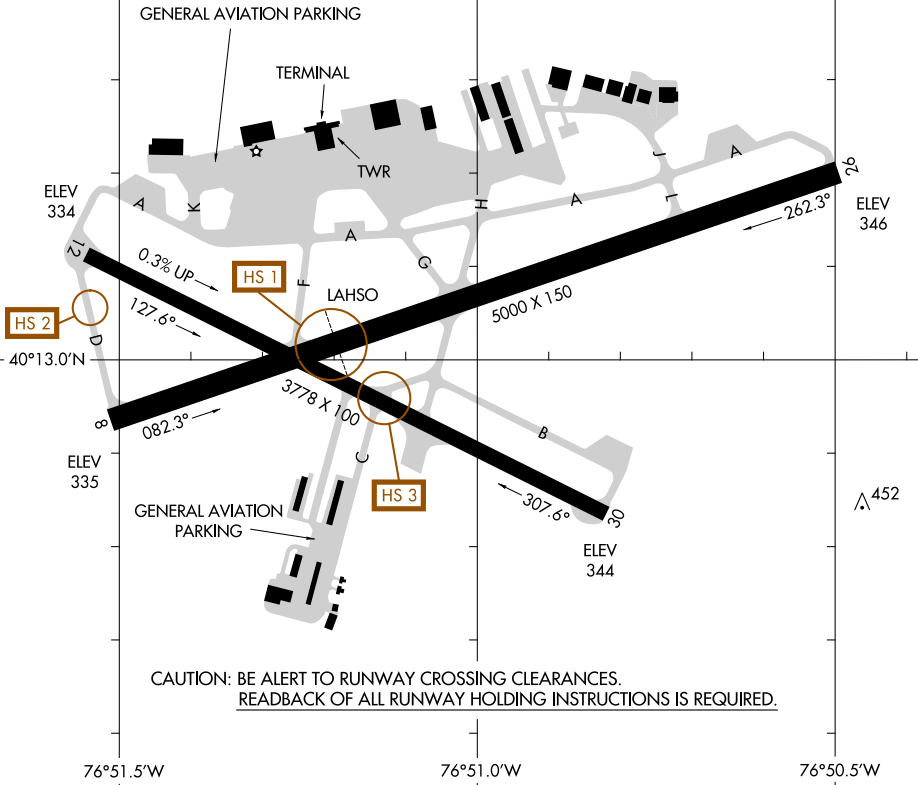 GENERAL AVIATION PARKING
TERMINAL
TWR
J
A
26
ELEV
334
A
K
H
A
L
262.3°
ELEV
346
12
0.3% UP
A
G
HS 1
F
LAHSO
5000 X 150
127.6°
HS 2
D
40°13.0'N
3778 X 100
8
082.3°
B
ELEV
335
C
HS 3
GENERAL AVIATION
PARKING
307.6°
30
452
ELEV
344
CAUTION: BE ALERT TO RUNWAY CROSSING CLEARANCES.
READBACK OF ALL RUNWAY HOLDING INSTRUCTIONS IS REQUIRED.
76°51.5'W
76°51.0'W
76°50.5'W